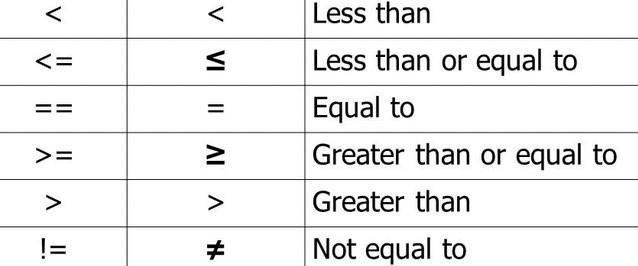 < < Less than
<= ≤ Less than or equal to
== = Equal to
>= ≥ Greater than or equal to
> > Greater than
!= ≠ Not equal to